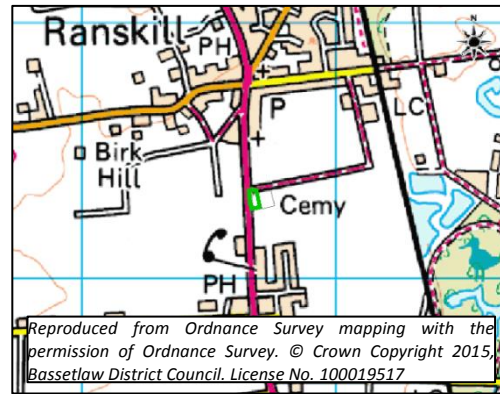 N
Ranskill
PH
P
LC
Birk
Hill
Cemy
PH
Reproduced from Ordnance Survey mapping with the
permission of Ordnance Survey. © Crown Copyright 2015,
Bassetlaw District Council. License No. 100019517